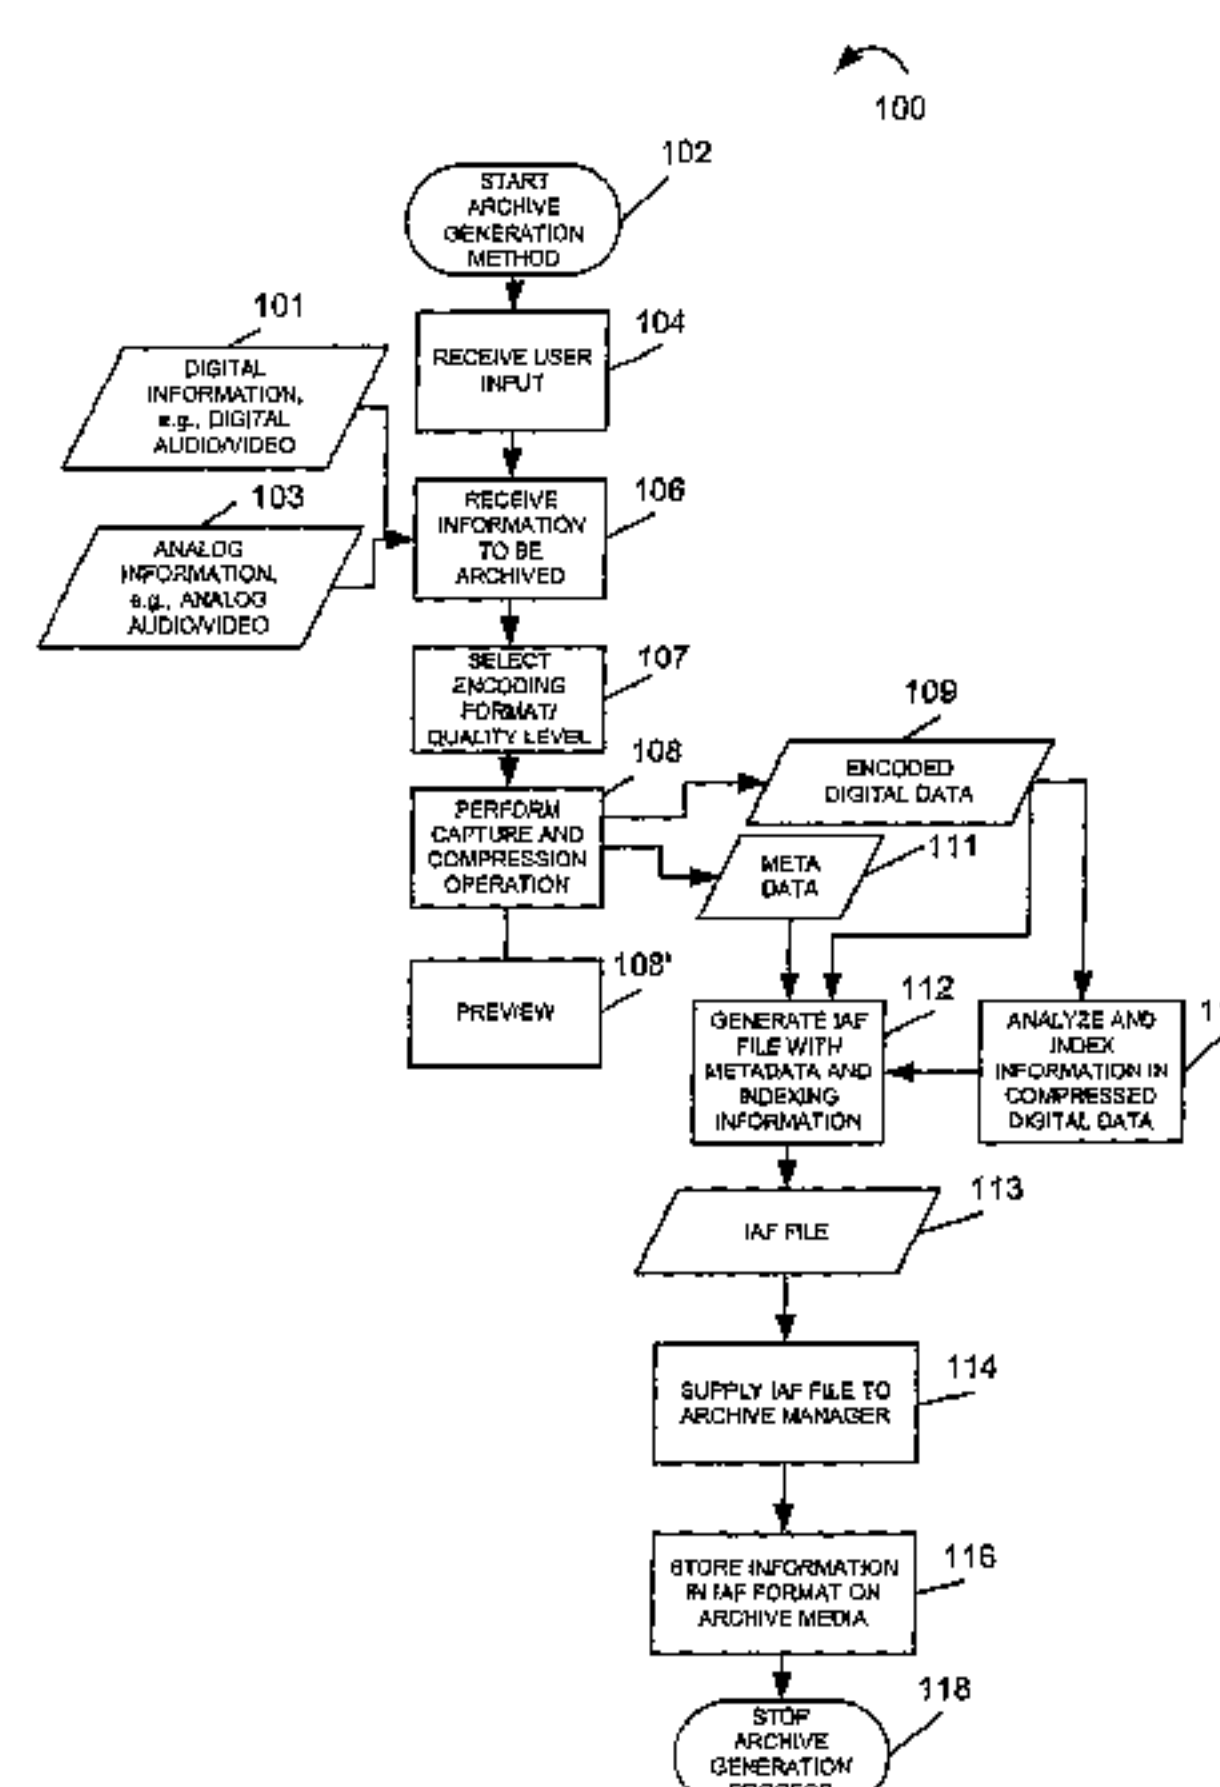 100
102
START
ARCHIVE
GENERATION
METHOD
101
104
DIGITAL
INFORMATION,
e.g., DIGITAL
AUDIO/VIDEO
RECEIVE USER
INPUT
103
106
ANALOG
INFORMATION,
e.g., ANALOG
AUDIO/VIDEO
RECEIVE
INFORMATION
TO BE
ARCHIVED
107
SELECT
ENCODING
FORMAT/
QUALITY LEVEL
109
108
ENCODED
DIGITAL DATA
PERFORM
CAPTURE AND
COMPRESSION
OPERATION
111
META
DATA
108'
PREVIEW
112
GENERATE IAF
FILE WITH
METADATA AND
INDEXING
INFORMATION
ANALYZE AND
INDEX
INFORMATION IN
COMPRESSED
DIGITAL DATA
113
IAF FILE
114
SUPPLY IAF FILE TO
ARCHIVE MANAGER
116
STORE INFORMATION
IN IAF FORMAT ON
ARCHIVE MEDIA
118
STOP
ARCHIVE
GENERATION